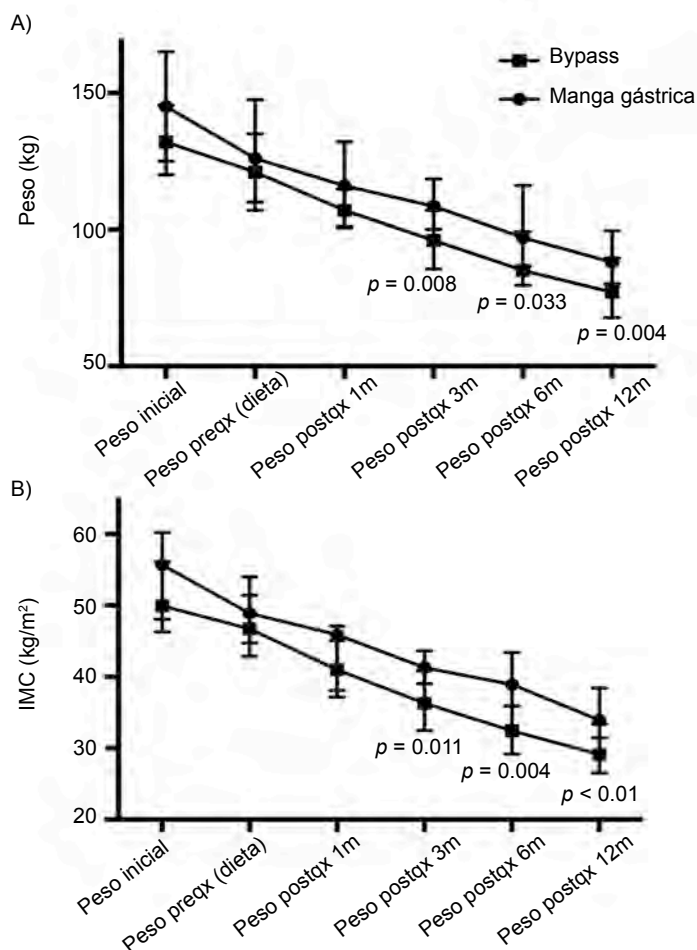 A)
Bypass
Manga gástrica
Peso (kg)
150
100
50
p = 0.008
p = 0.033
p = 0.004
Peso inicial
Peso preqx (dieta)
Peso postqx 1m
Peso postqx 3m
Peso postqx 6m
Peso postqx 12m
B)
IMC (kg/m²)
60
50
40
30
20
p = 0.011
p = 0.004
p < 0.01
Peso inicial
Peso preqx (dieta)
Peso postqx 1m
Peso postqx 3m
Peso postqx 6m
Peso postqx 12m